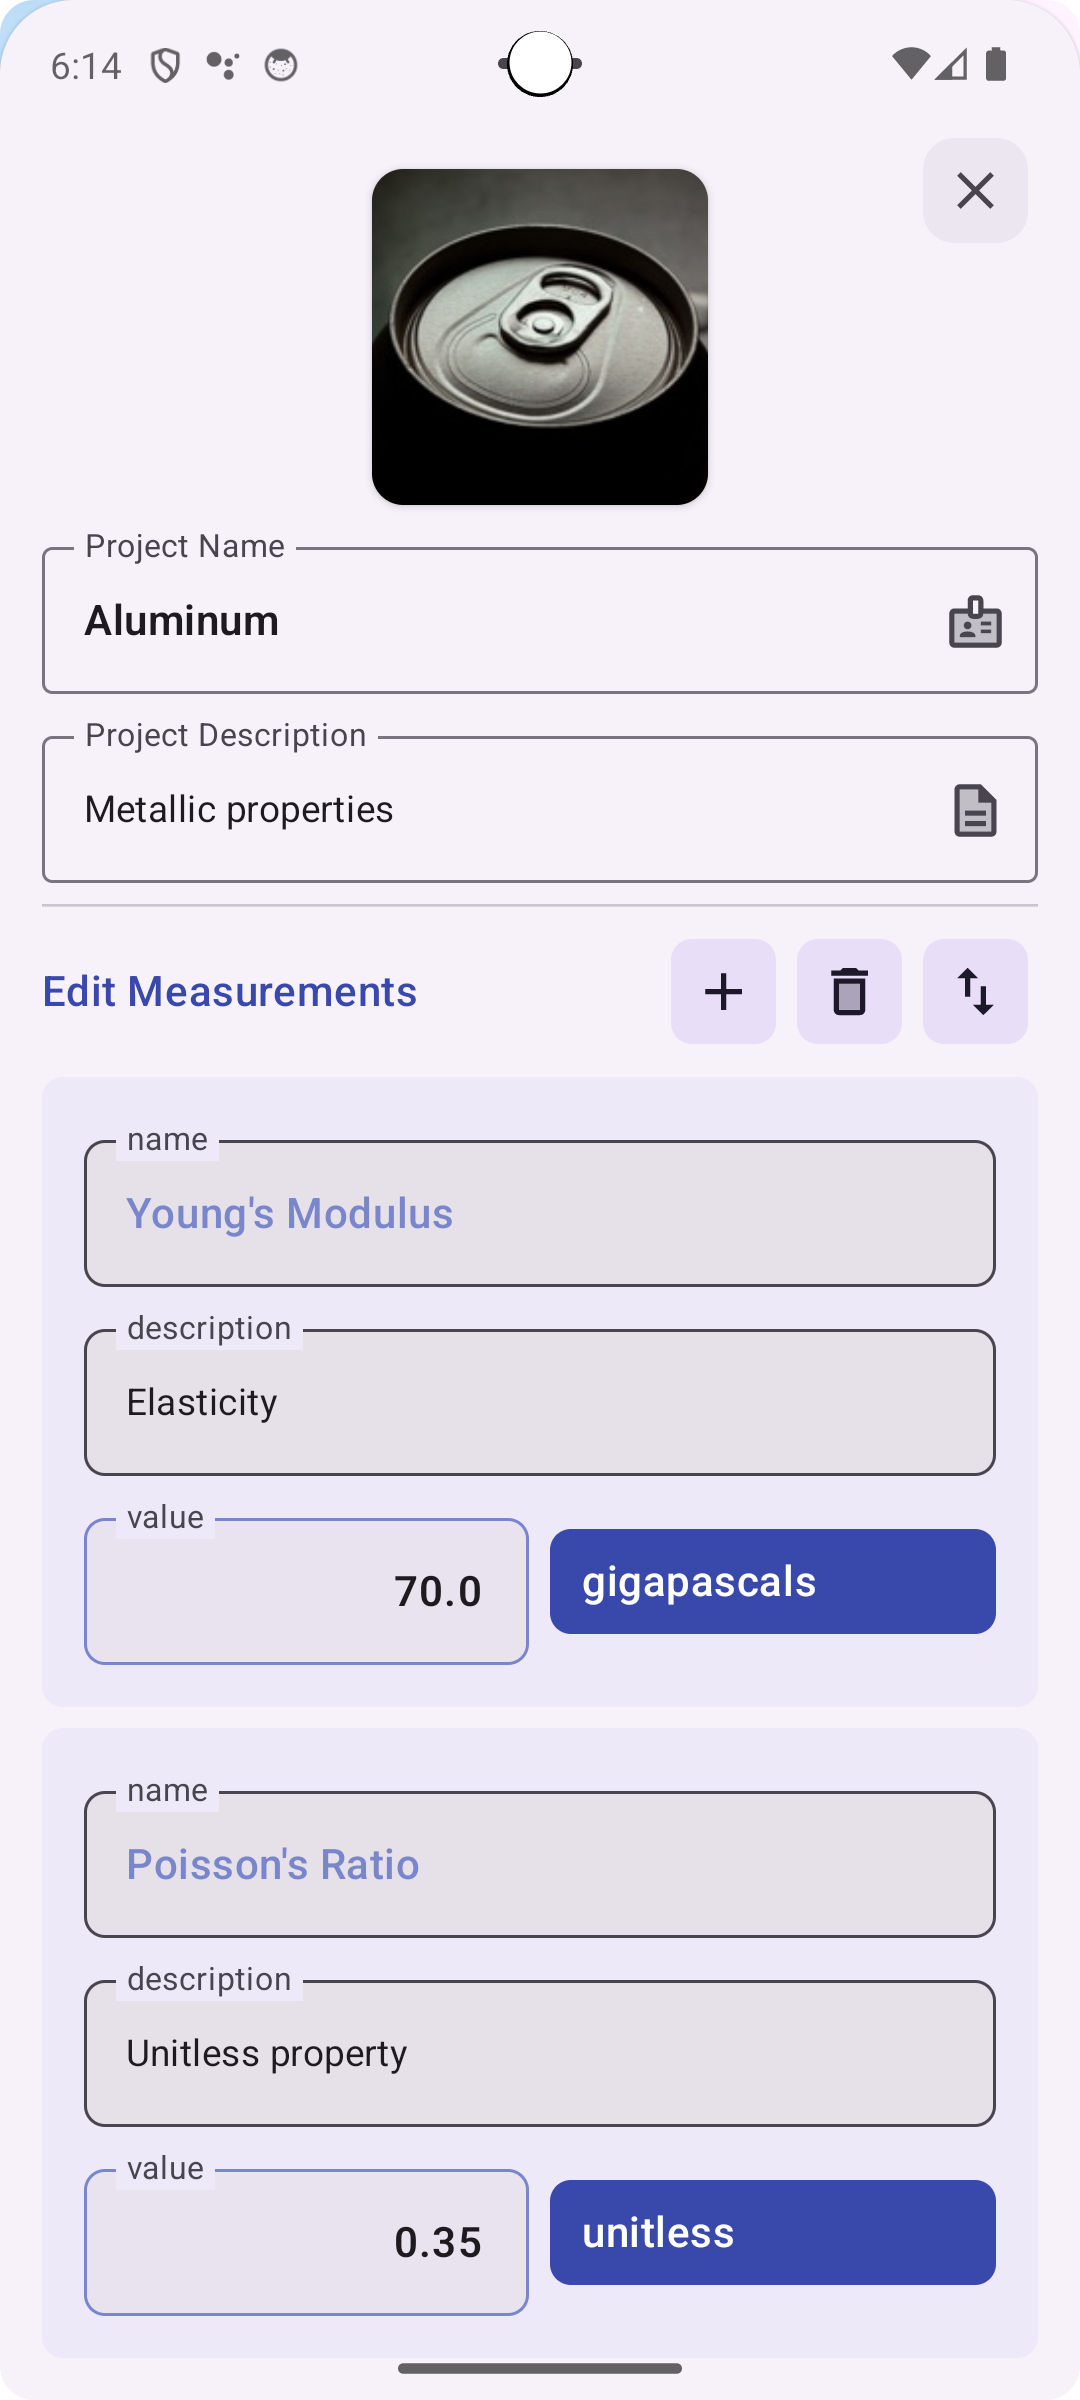 6:14
Project Name
Aluminum
Project Description
Metallic properties
Edit Measurements
name
Young's Modulus
description
Elasticity
value
70.0
gigapascals
name
Poisson's Ratio
description
Unitless property
value
0.35
unitless